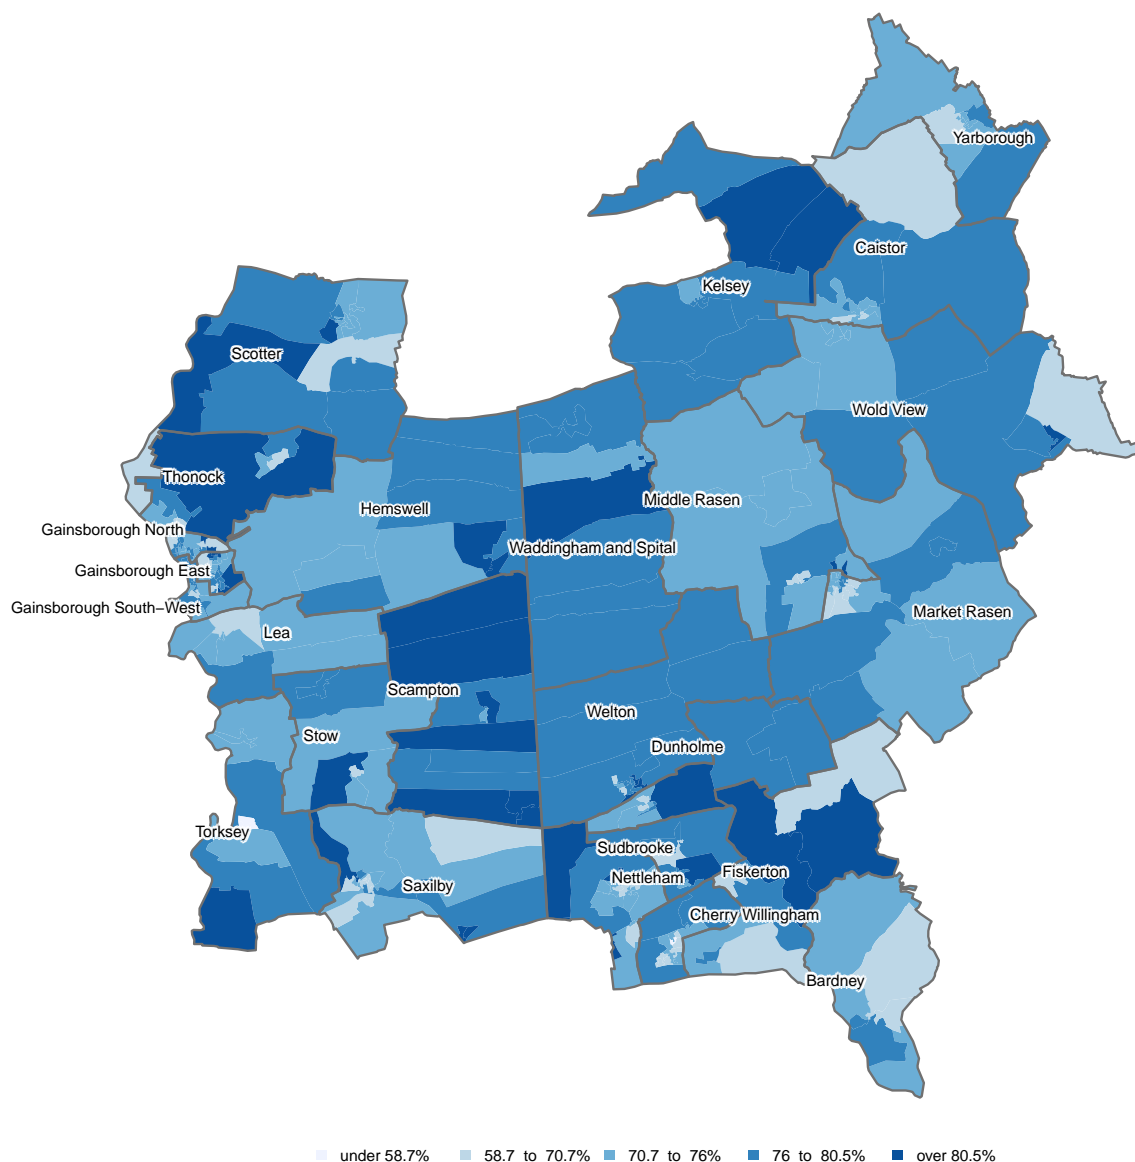 Yarborough
Caistor
Kelsey
Scotter
Wold View
Thonock
Middle Rasen
Hemswell
Gainsborough North
Waddingham and Spital
Gainsborough East
Gainsborough South−West
Market Rasen
Lea
Scampton
Welton
Stow
Dunholme
Torksey
Sudbrooke
Fiskerton
Nettleham
Saxilby
Cherry Willingham
Bardney
under 58.7% 58.7 to 70.7% 70.7 to 76% 76 to 80.5% over 80.5%